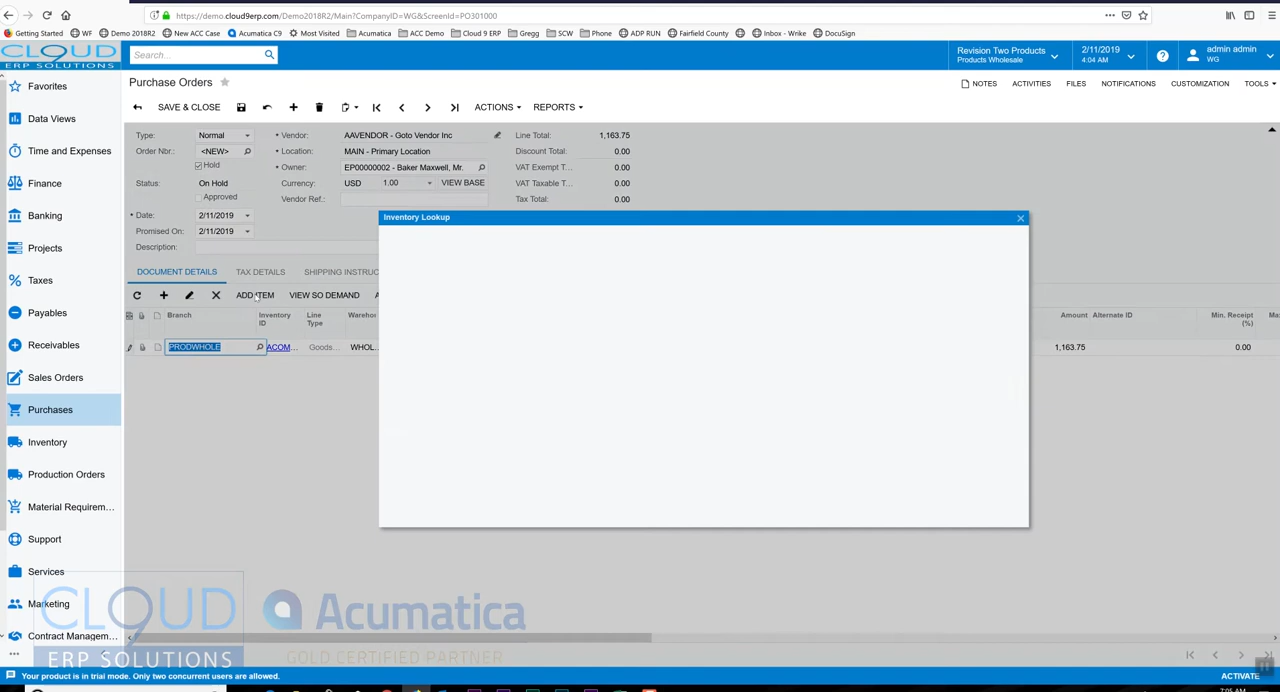 https://demo.cloud9erp.com/Demo2018R2/Main?CompanyID=WG&ScreenId=PO301000
Getting Started WF Demo 2018R2 New ACC Case Acumatica C9 Most Visited Acumatica ACC Demo Cloud 9 ERP Gregg SCW Phone ADP RUN Fairfield County Inbox - Wrike DocuSign
CLOUD9
ERP SOLUTIONS
Search...
Revision Two Products
Products Wholesale
2/11/2019
4:04 AM
admin admin
WG
Purchase Orders
NOTES ACTIVITIES FILES NOTIFICATIONS CUSTOMIZATION TOOLS
SAVE & CLOSE ACTIONS REPORTS
Favorites
Data Views
Time and Expenses
Finance
Banking
Projects
Taxes
Payables
Receivables
Sales Orders
Purchases
Inventory
Production Orders
Material Requirem...
Support
Services
Marketing
Contract Managem...
Type: Normal Vendor: AAVENDOR - Goto Vendor Inc Line Total: 1,163.75
Order Nbr.: <NEW> Location: MAIN - Primary Location Discount Total: 0.00
Hold Owner: EP00000002 - Baker Maxwell, Mr. VAT Exempt T... 0.00
Status: On Hold Currency: USD 1.00 VIEW BASE VAT Taxable T... 0.00
Approved Vendor Ref.: Tax Total: 0.00
Date: 2/11/2019
Promised On: 2/11/2019
Description:
Inventory Lookup
DOCUMENT DETAILS TAX DETAILS SHIPPING INSTRUC
ADD ITEM VIEW SO DEMAND A
Branch Inventory ID Line Type Wareho Amount Alternate ID Min. Receipt (%) Ma
PRODWHOLE ACOM... Goods... WHOL... 1,163.75 0.00
CLOUD9
ERP SOLUTIONS
Acumatica
GOLD CERTIFIED PARTNER
Your product is in trial mode. Only two concurrent users are allowed.
ACTIVATE
7:05 AM